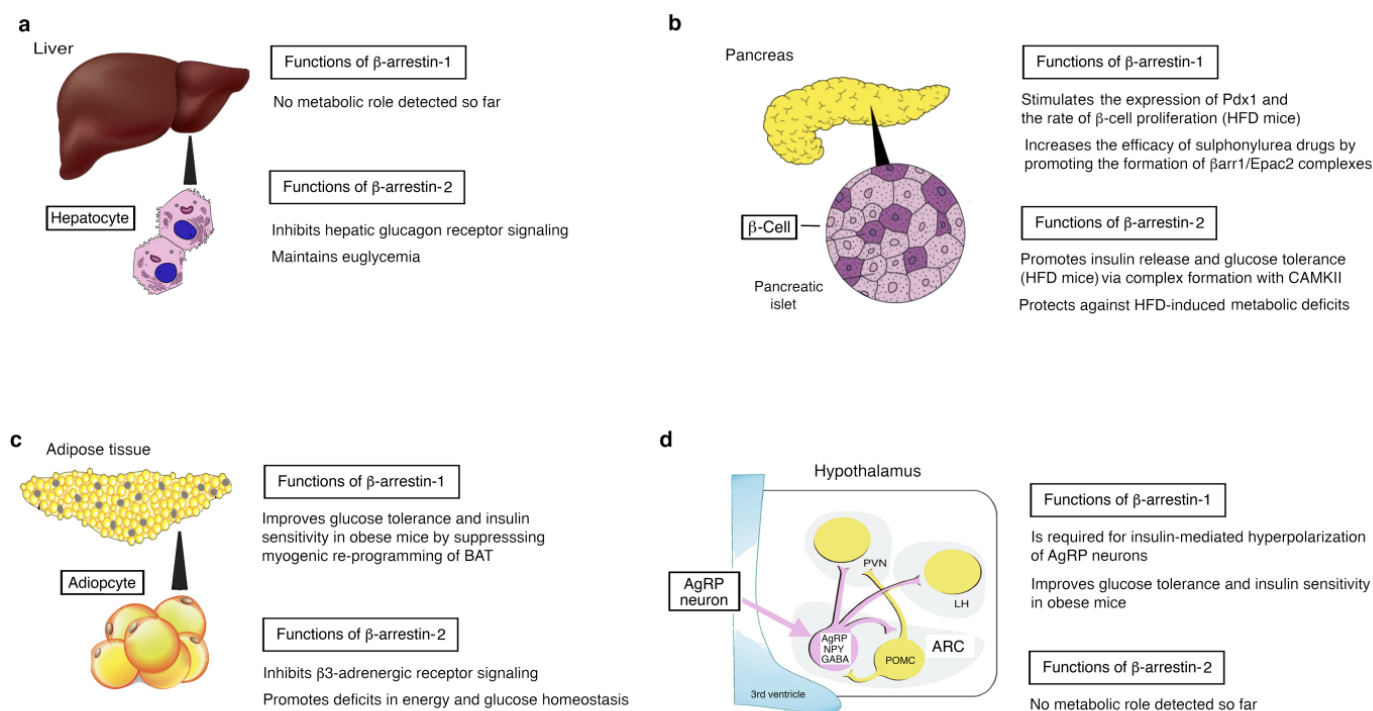 a
Liver
Functions of β-arrestin-1
No metabolic role detected so far
Functions of β-arrestin-2
Hepatocyte
Inhibits hepatic glucagon receptor signaling
Maintains euglycemia
b
Pancreas
Functions of β-arrestin-1
Stimulates the expression of Pdx1 and
the rate of β-cell proliferation (HFD mice)
Increases the efficacy of sulphonylurea drugs by
promoting the formation of βarr1/Epac2 complexes
β-Cell
Functions of β-arrestin-2
Promotes insulin release and glucose tolerance
(HFD mice) via complex formation with CAMKII
Pancreatic
islet
Protects against HFD-induced metabolic deficits
c
Adipose tissue
Functions of β-arrestin-1
Improves glucose tolerance and insulin
sensitivity in obese mice by suppresssing
myogenic re-programming of BAT
Adiopcyte
Functions of β-arrestin-2
Inhibits β3-adrenergic receptor signaling
Promotes deficits in energy and glucose homeostasis
d
Hypothalamus
PVN
LH
AgRP
neuron
AgRP
NPY
GABA
POMC
ARC
3rd ventricle
Functions of β-arrestin-1
Is required for insulin-mediated hyperpolarization
of AgRP neurons
Improves glucose tolerance and insulin sensitivity
in obese mice
Functions of β-arrestin-2
No metabolic role detected so far